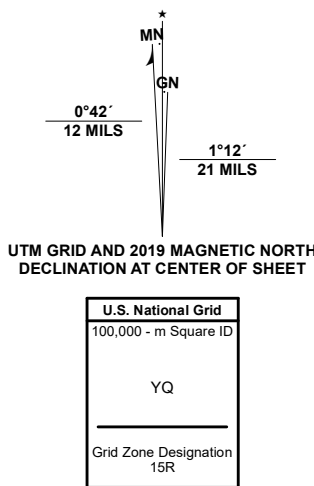 ★
MN
GN
0°42´
12 MILS
1°12´
21 MILS
UTM GRID AND 2019 MAGNETIC NORTH
DECLINATION AT CENTER OF SHEET
U.S. National Grid
100,000 - m Square ID
YQ
Grid Zone Designation
15R